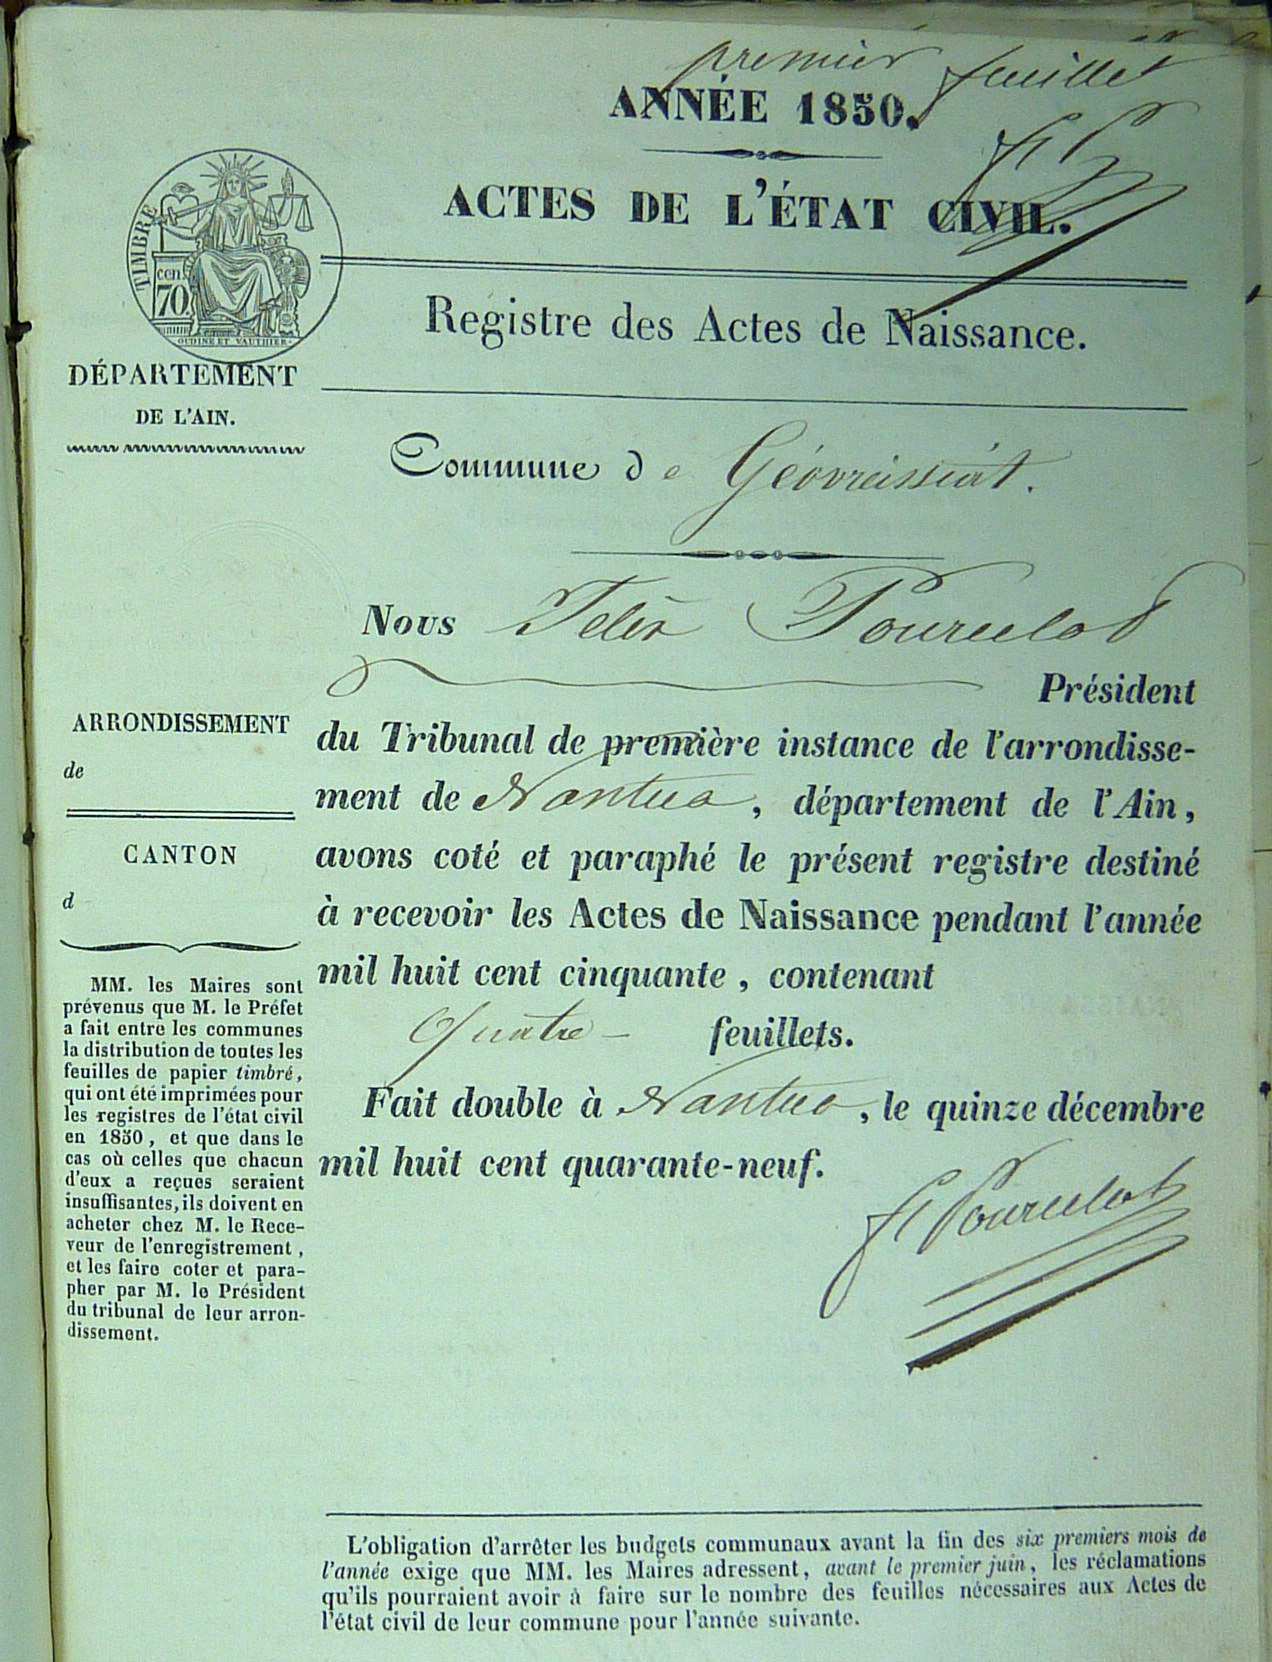 premier feuillet
ANNÉE 1850.
ACTES DE L'ÉTAT CIVIL.
TIMBRE
cen
70
OUDINÉ ET VAUTHIER
Registre des Actes de Naissance.
DÉPARTEMENT
DE L'AIN.
Commune de Géovreissiat.
Nous Félix Pourcelot
Président
du Tribunal de première instance de l'arrondisse-
ment de Nantua, département de l'Ain,
avons coté et paraphé le présent registre destiné
à recevoir les Actes de Naissance pendant l'année
mil huit cent cinquante, contenant
Quatre feuillets.
Fait double à Nantua, le quinze décembre
mil huit cent quarante-neuf.
F Pourcelot
ARRONDISSEMENT
de
CANTON
d
MM. les Maires sont
prévenus que M. le Préfet
a fait entre les communes
la distribution de toutes les
feuilles de papier timbré,
qui ont été imprimées pour
les registres de l'état civil
en 1850, et que dans le
cas où celles que chacun
d'eux a reçues seraient
insuffisantes, ils doivent en
acheter chez M. le Rece-
veur de l'enregistrement,
et les faire coter et para-
pher par M. le Président
du tribunal de leur arron-
dissement.
L'obligation d'arrêter les budgets communaux avant la fin des six premiers mois de
l'année exige que MM. les Maires adressent, avant le premier juin, les réclamations
qu'ils pourraient avoir à faire sur le nombre des feuilles nécessaires aux Actes de
l'état civil de leur commune pour l'année suivante.